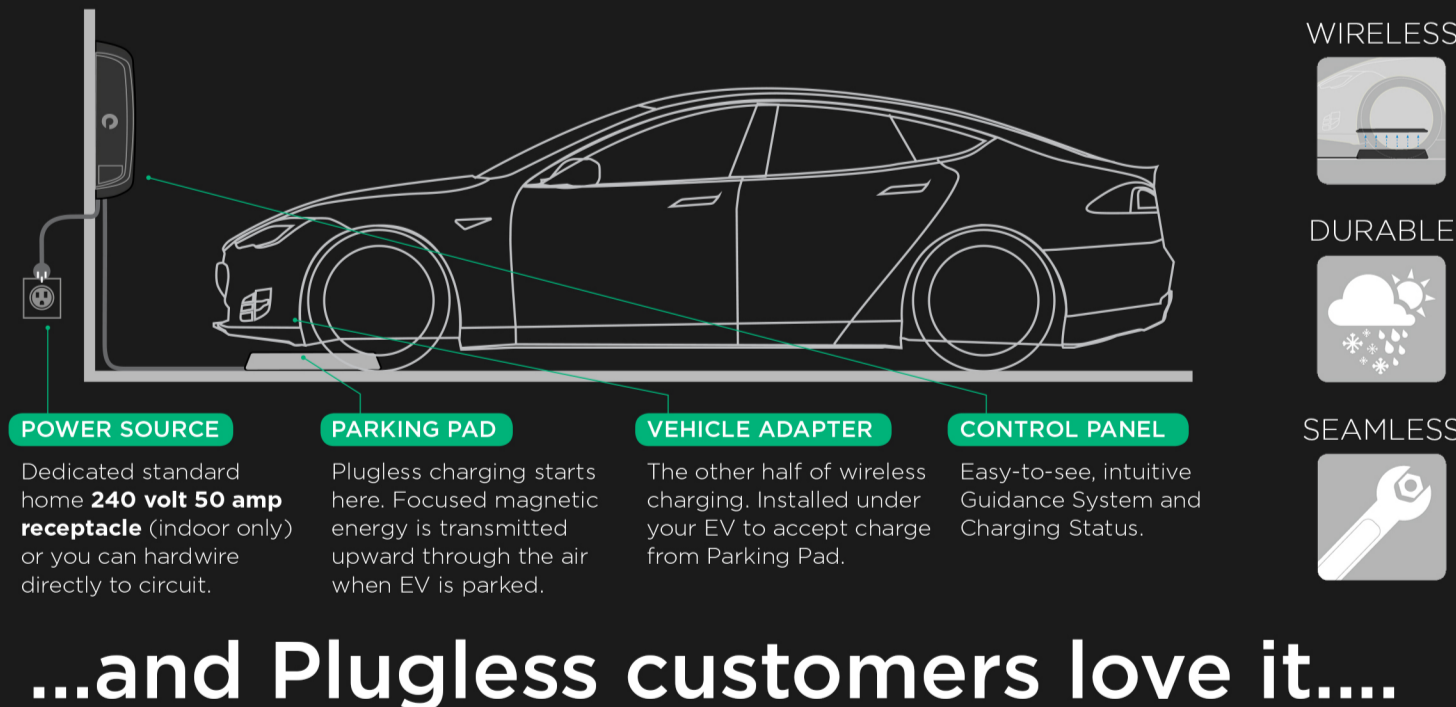 WIRELESS
DURABLE
SEAMLESS
POWER SOURCE
Dedicated standard
home 240 volt 50 amp
receptacle (indoor only)
or you can hardwire
directly to circuit.
PARKING PAD
Plugless charging starts
here. Focused magnetic
energy is transmitted
upward through the air
when EV is parked.
VEHICLE ADAPTER
The other half of wireless
charging. Installed under
your EV to accept charge
from Parking Pad.
CONTROL PANEL
Easy-to-see, intuitive
Guidance System and
Charging Status.
...and Plugless customers love it....